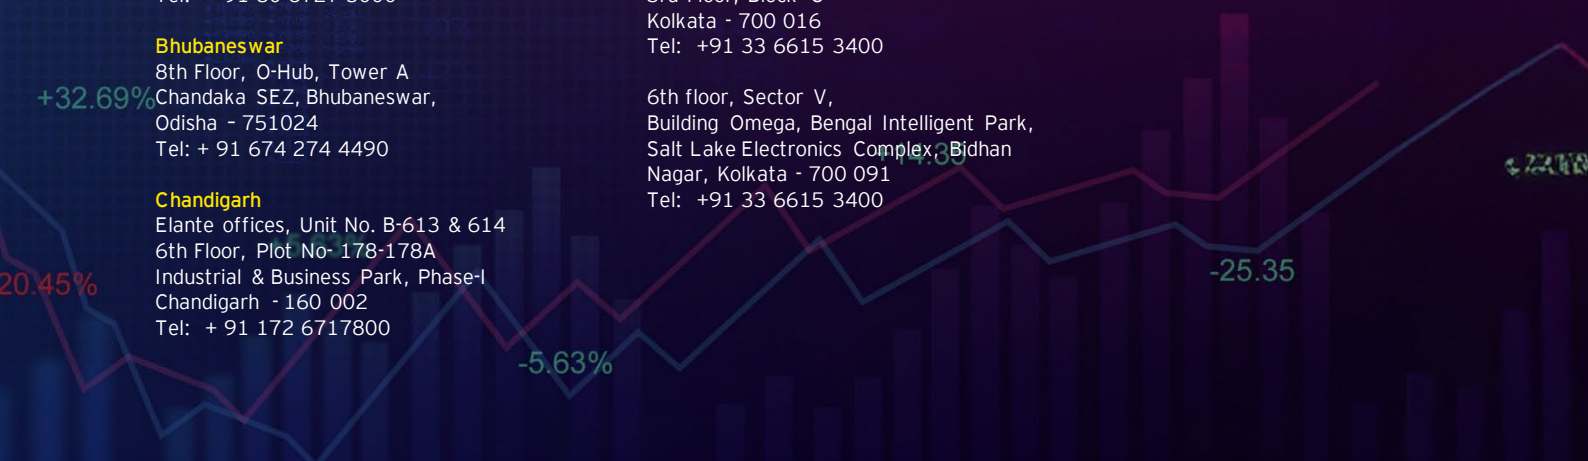 Bhubaneswar
8th Floor, O-Hub, Tower A
Chandaka SEZ, Bhubaneswar,
Odisha – 751024
Tel: + 91 674 274 4490
Chandigarh
Elante offices, Unit No. B-613 & 614
6th Floor, Plot No- 178-178A
Industrial & Business Park, Phase-I
Chandigarh - 160 002
Tel: + 91 172 6717800
Kolkata - 700 016
Tel: +91 33 6615 3400
6th floor, Sector V,
Building Omega, Bengal Intelligent Park,
Salt Lake Electronics Complex, Bidhan
Nagar, Kolkata - 700 091
Tel: +91 33 6615 3400
+32.69%
20.45%
-5.63%
-25.35